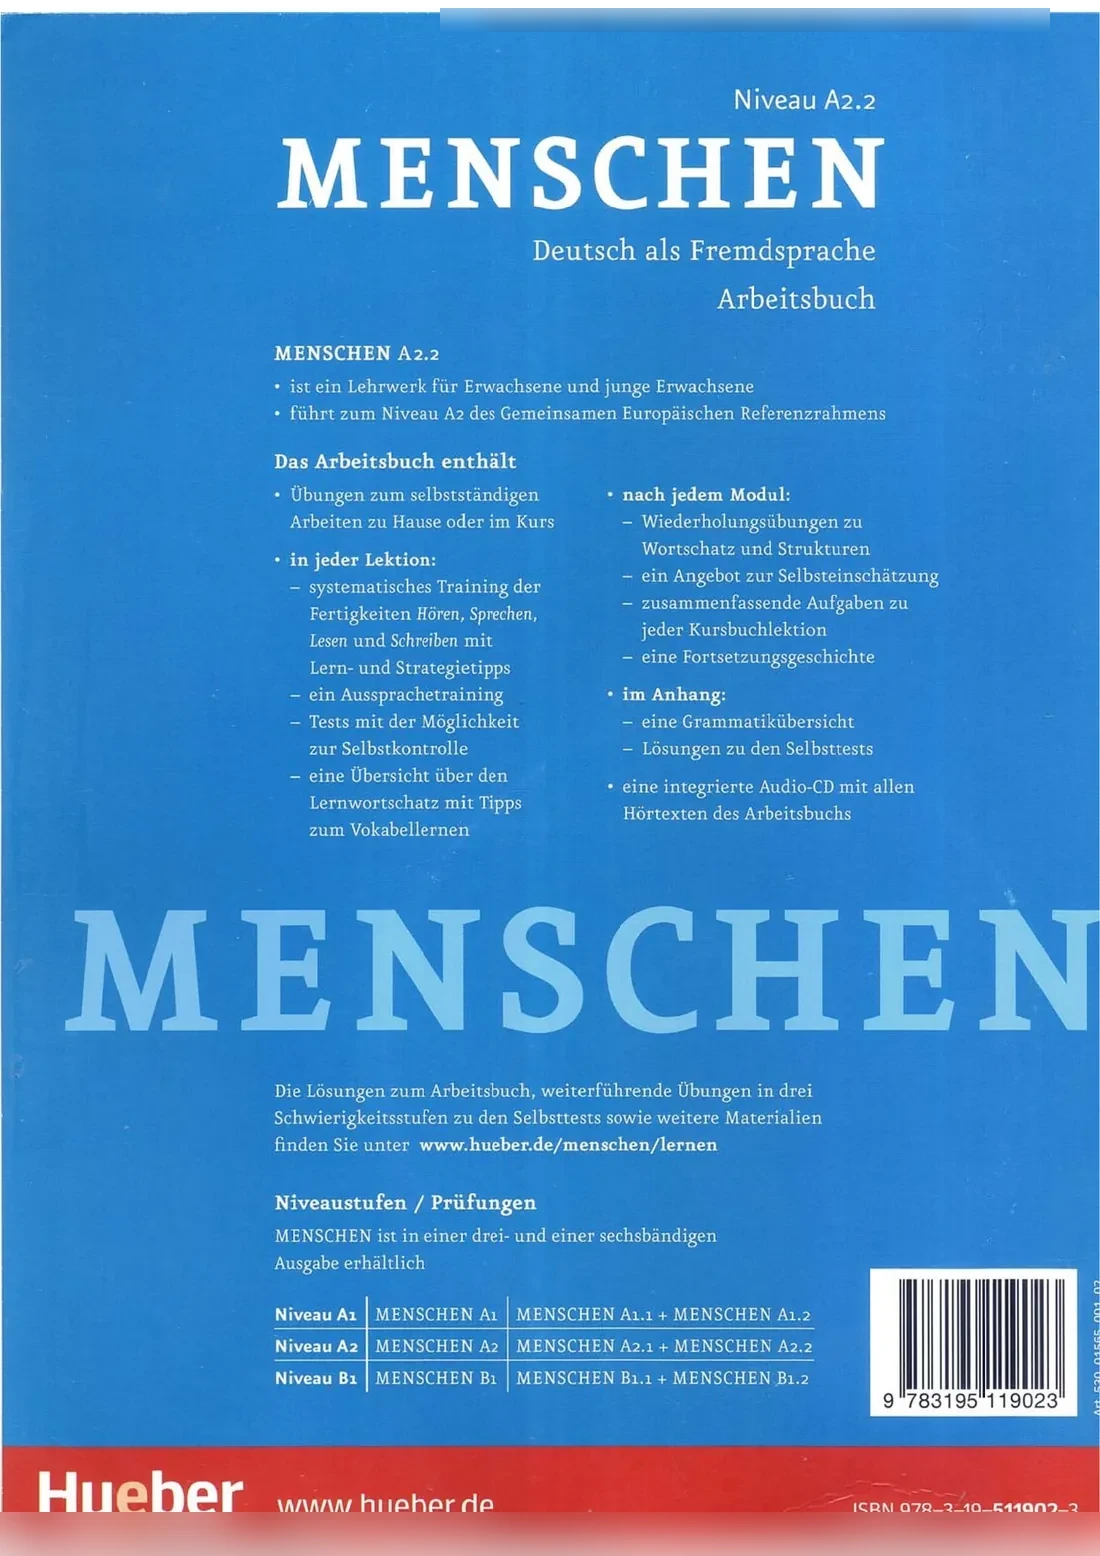 Niveau A2.2
MENSCHEN
Deutsch als Fremdsprache
Arbeitsbuch
MENSCHEN A2.2
• ist ein Lehrwerk für Erwachsene und junge Erwachsene
• führt zum Niveau A2 des Gemeinsamen Europäischen Referenzrahmens
Das Arbeitsbuch enthält
• Übungen zum selbstständigen
Arbeiten zu Hause oder im Kurs
• in jeder Lektion:
– systematisches Training der
Fertigkeiten Hören, Sprechen,
Lesen und Schreiben mit
Lern- und Strategietipps
– ein Aussprachetraining
– Tests mit der Möglichkeit
zur Selbstkontrolle
– eine Übersicht über den
Lernwortschatz mit Tipps
zum Vokabellernen
• nach jedem Modul:
– Wiederholungsübungen zu
Wortschatz und Strukturen
– ein Angebot zur Selbsteinschätzung
– zusammenfassende Aufgaben zu
jeder Kursbuchlektion
– eine Fortsetzungsgeschichte
• im Anhang:
– eine Grammatikübersicht
– Lösungen zu den Selbsttests
• eine integrierte Audio-CD mit allen
Hörtexten des Arbeitsbuchs
MENSCHEN
Die Lösungen zum Arbeitsbuch, weiterführende Übungen in drei
Schwierigkeitsstufen zu den Selbsttests sowie weitere Materialien
finden Sie unter www.hueber.de/menschen/lernen
Niveaustufen / Prüfungen
MENSCHEN ist in einer drei- und einer sechsbändigen
Ausgabe erhältlich
Niveau A1 MENSCHEN A1 MENSCHEN A1.1 + MENSCHEN A1.2
Niveau A2 MENSCHEN A2 MENSCHEN A2.1 + MENSCHEN A2.2
Niveau B1 MENSCHEN B1 MENSCHEN B1.1 + MENSCHEN B1.2
9 783195 119023
Hueber
www.hueber.de
ISBN 978-3-19-511902-3